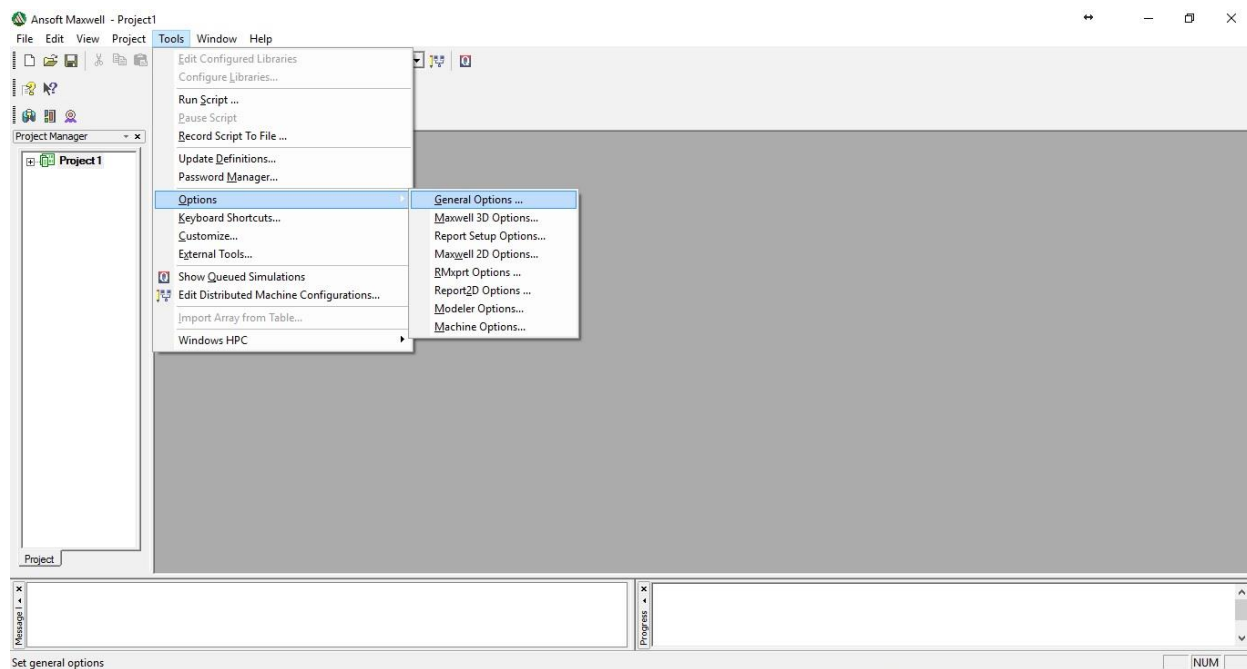 Ansoft Maxwell - Project1
File Edit View Project Tools Window Help
Edit Configured Libraries
Configure Libraries...
Run Script ...
Pause Script
Record Script To File ...
Update Definitions...
Password Manager...
Options
Keyboard Shortcuts...
Customize...
External Tools...
Show Queued Simulations
Edit Distributed Machine Configurations...
Import Array from Table...
Windows HPC
General Options ...
Maxwell 3D Options...
Report Setup Options...
Maxwell 2D Options...
RMxprt Options ...
Report2D Options ...
Modeler Options...
Machine Options...
Project Manager
Project1
Project
Message
Progress
Set general options
NUM